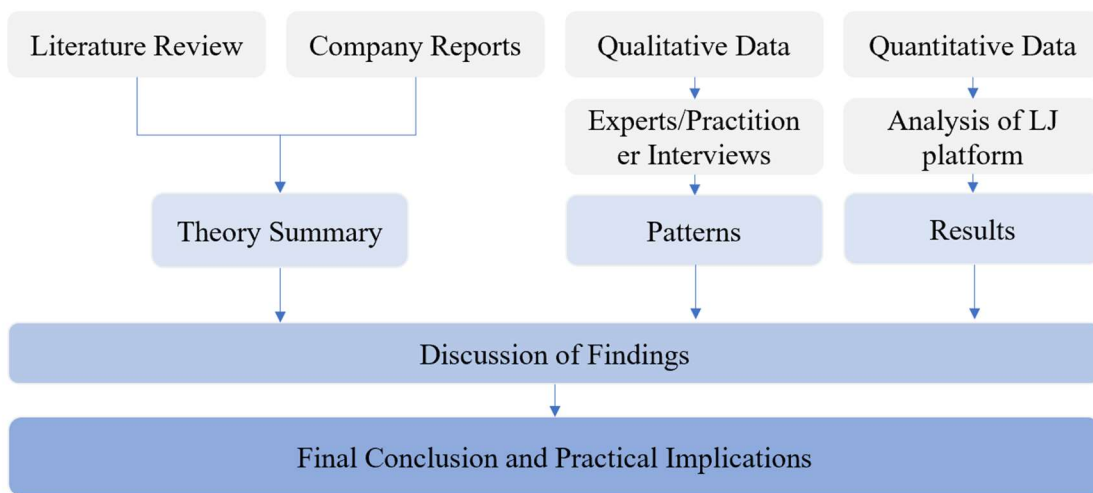 Literature Review
Company Reports
Qualitative Data
Quantitative Data
Experts/Practition
er Interviews
Analysis of LJ
platform
Theory Summary
Patterns
Results
Discussion of Findings
Final Conclusion and Practical Implications